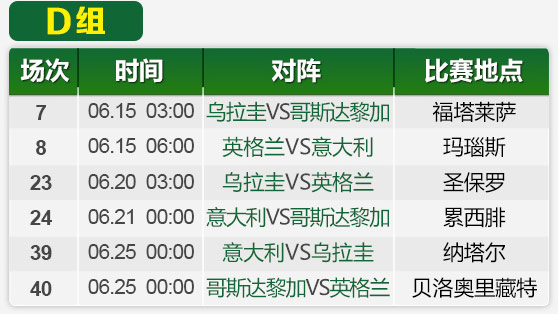 D组
场次 时间 对阵 比赛地点
7 06.15 03:00 乌拉圭VS哥斯达黎加 福塔莱萨
8 06.15 06:00 英格兰VS意大利 玛瑙斯
23 06.20 03:00 乌拉圭VS英格兰 圣保罗
24 06.21 00:00 意大利VS哥斯达黎加 累西腓
39 06.25 00:00 意大利VS乌拉圭 纳塔尔
40 06.25 00:00 哥斯达黎加VS英格兰 贝洛奥里藏特